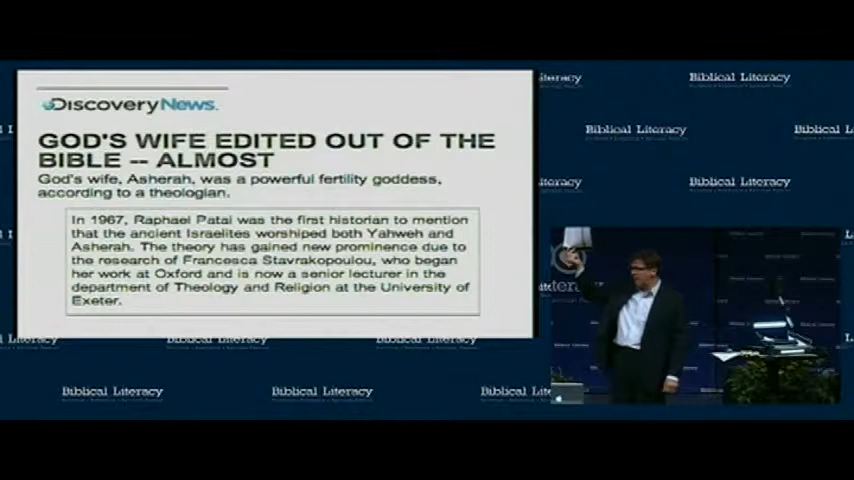 Discovery News.
GOD'S WIFE EDITED OUT OF THE
BIBLE -- ALMOST
God's wife, Asherah, was a powerful fertility goddess,
according to a theologian.
In 1967, Raphael Patai was the first historian to mention
that the ancient Israelites worshiped both Yahweh and
Asherah. The theory has gained new prominence due to
the research of Francesca Stavrakopoulou, who began
her work at Oxford and is now a senior lecturer in the
department of Theology and Religion at the University of
Exeter.
Biblical Literacy
Biblical Literacy
Biblical Literacy
Biblical Literacy
Biblical Literacy
Biblical Literacy